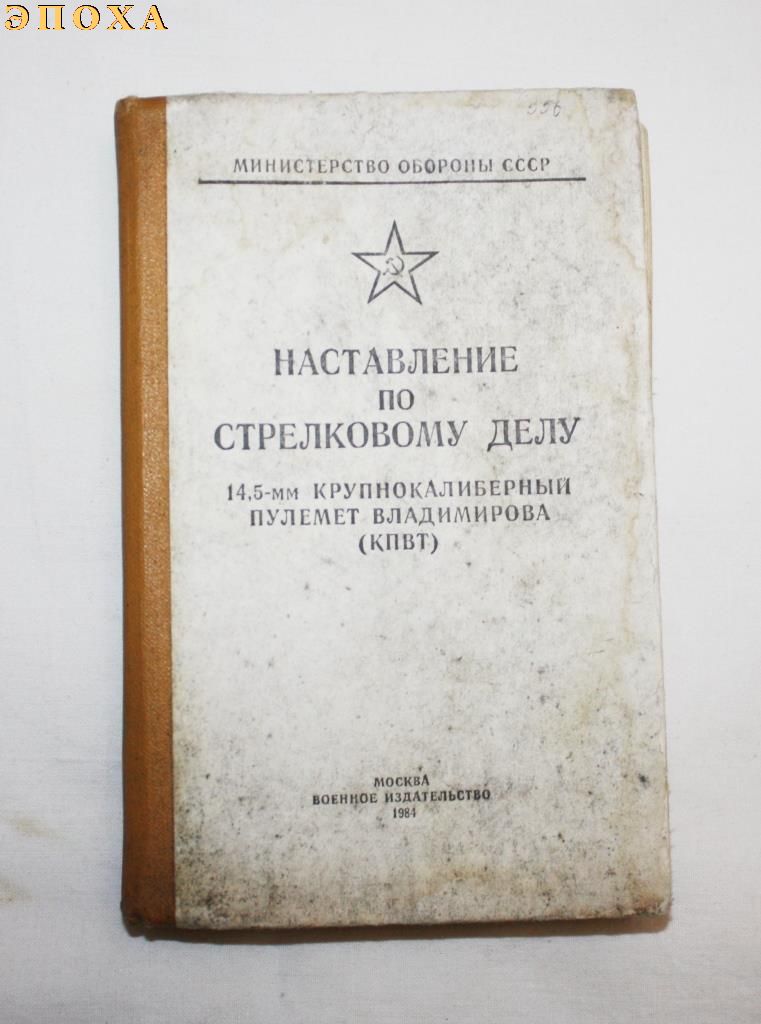 ЭПОХА
556
МИНИСТЕРСТВО ОБОРОНЫ СССР
НАСТАВЛЕНИЕ
ПО
СТРЕЛКОВОМУ ДЕЛУ
14,5-мм КРУПНОКАЛИБЕРНЫЙ
ПУЛЕМЕТ ВЛАДИМИРОВА
(КПВТ)
МОСКВА
ВОЕННОЕ ИЗДАТЕЛЬСТВО
1984